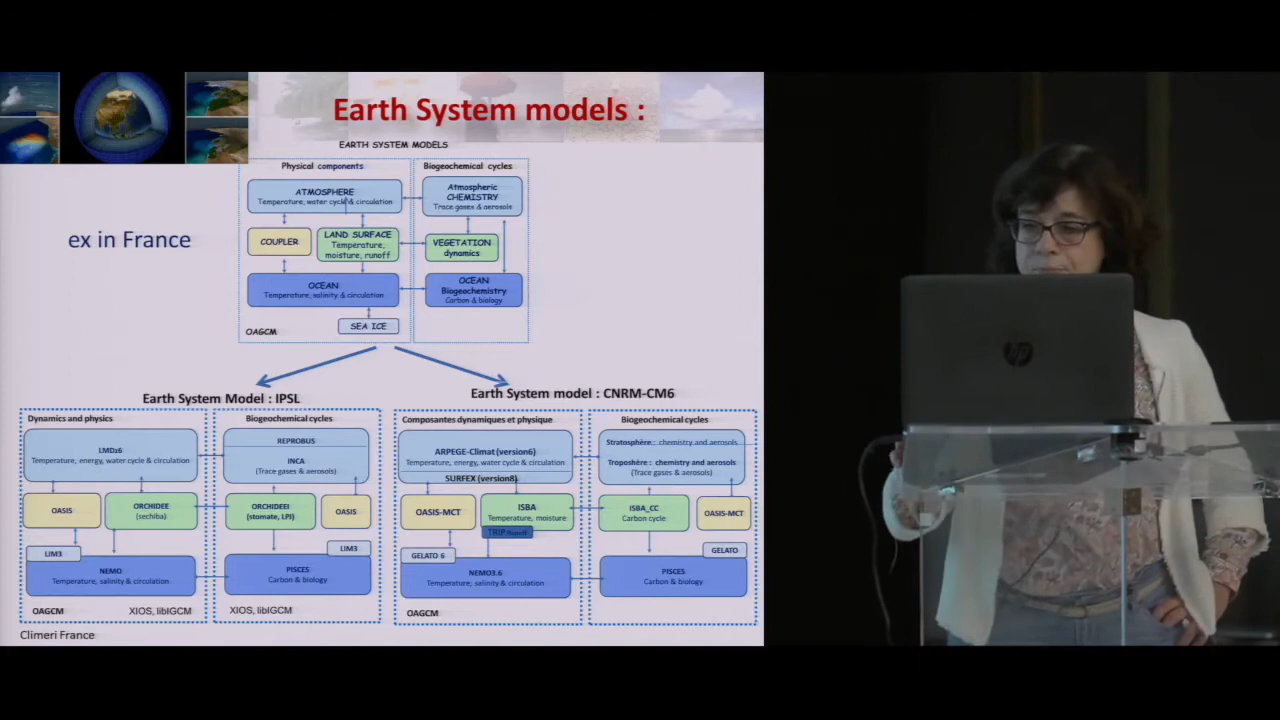 Earth System models :
EARTH SYSTEM MODELS
Physical components
Biogeochemical cycles
ATMOSPHERE
Temperature, water cycle & circulation
Atmospheric
CHEMISTRY
Trace gases & aerosols
ex in France
COUPLER
LAND SURFACE
Temperature,
moisture, runoff
VEGETATION
dynamics
OCEAN
Temperature, salinity & circulation
OCEAN
Biogeochemistry
Carbon & biology
SEA ICE
OAGCM
Earth System Model : IPSL
Dynamics and physics
Biogeochemical cycles
LMDz6
Temperature, energy, water cycle & circulation
REPROBUS
INCA
(Trace gases & aerosols)
OASIS
ORCHIDEE
(sechiba)
ORCHIDEEI
(stomate, LPJ)
OASIS
LIM3
NEMO
Temperature, salinity & circulation
LIM3
PISCES
Carbon & biology
OAGCM
XIOS, libIGCM
XIOS, libIGCM
Climeri France
Earth System model : CNRM-CM6
Composantes dynamiques et physique
Biogeochemical cycles
ARPEGE-Climat (version6)
Temperature, energy, water cycle & circulation
SURFEX (version8)
Stratosphère : chemistry and aerosols
Troposhère : chemistry and aerosols
(Trace gases & aerosols)
OASIS-MCT
ISBA
Temperature, moisture
TRIP
ISBA_CC
Carbon cycle
OASIS-MCT
GELATO 6
NEMO3.6
Temperature, salinity & circulation
GELATO
PISCES
Carbon & biology
OAGCM
hp